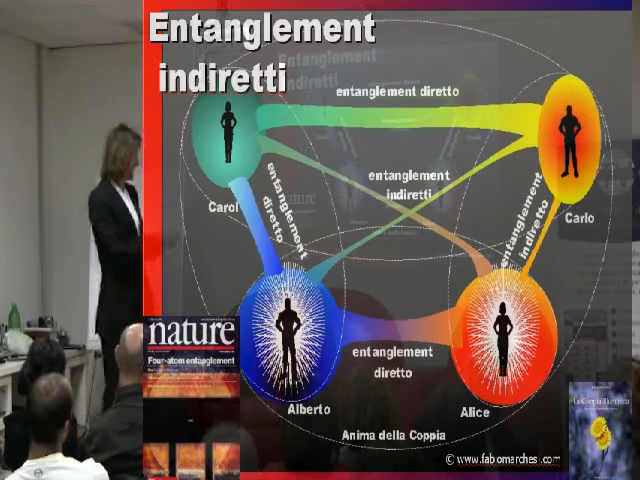 Entanglement
indiretti
entanglement diretto
entanglement
indiretti
Carol
entanglement
diretto
entanglement
indiretto
Carlo
nature
Four-atom entanglement
entanglement
diretto
Alberto
Alice
Anima della Coppia
La Coppia Illuminata
© www.fabiomarchesi.com